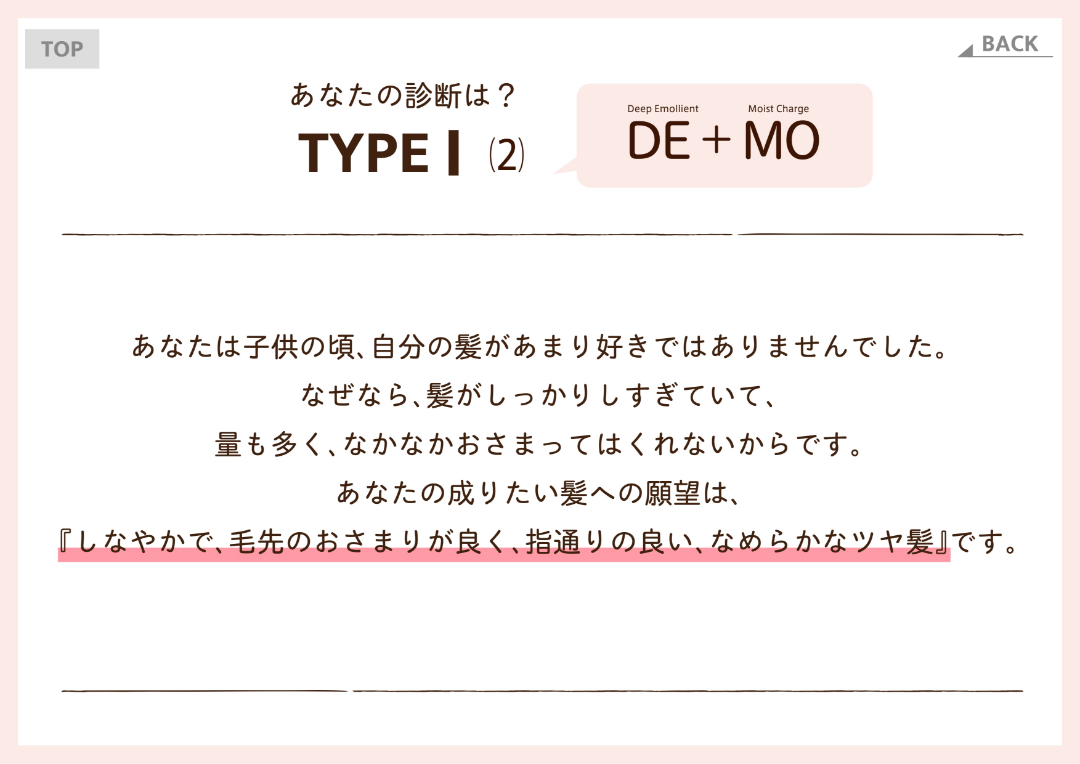 TOP
BACK
あなたの診断は？
TYPE I (2)
Deep Emollient Moist Charge
DE + MO
あなたは子供の頃、自分の髪があまり好きではありませんでした。
なぜなら、髪がしっかりしすぎていて、
量も多く、なかなかおさまってはくれないからです。
あなたの成りたい髪への願望は、
『しなやかで、毛先のおさまりが良く、指通りの良い、なめらかなツヤ髪』です。